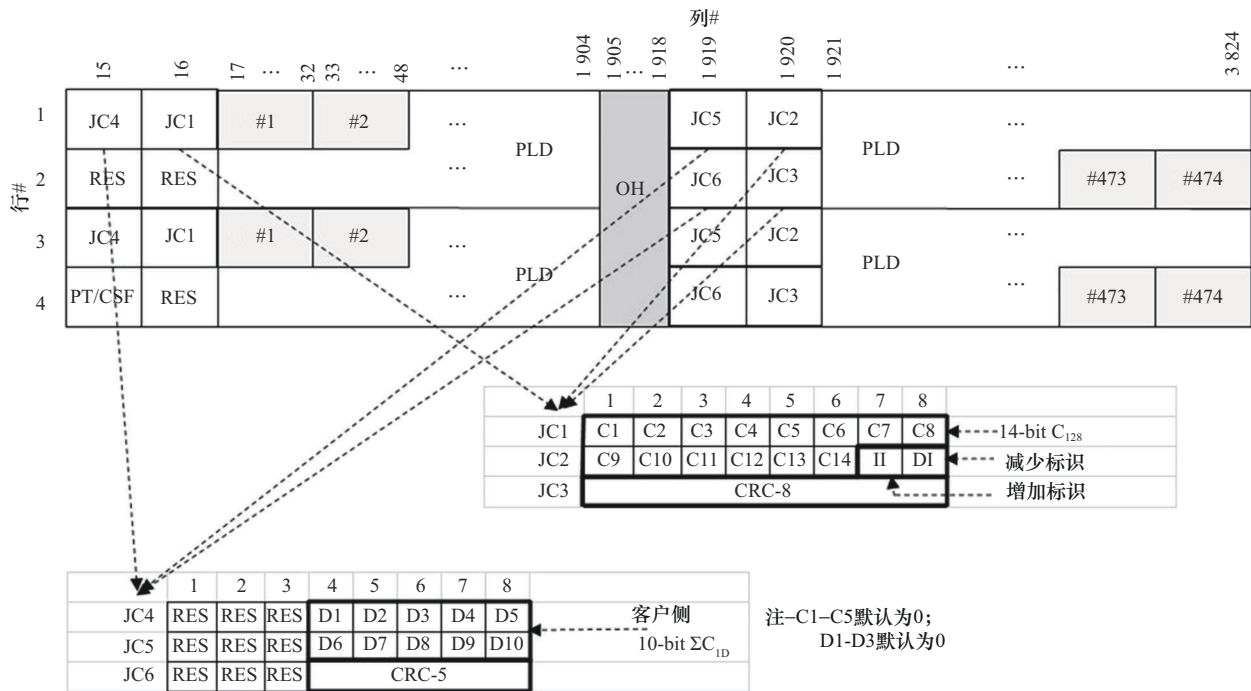 列#
15 16 17 … 32 33 … 48 … 1 904 1 905 … 1 918 1 919 1 920 1 921 … 3 824
行#
1 JC4 JC1 #1 #2 … JC5 JC2 …
PLD PLD
2 RES RES … OH JC6 JC3 … #473 #474
3 JC4 JC1 #1 #2 … JC5 JC2
PLD PLD
4 PT/CSF RES … JC6 JC3 … #473 #474
1 2 3 4 5 6 7 8
JC1 C1 C2 C3 C4 C5 C6 C7 C8 14-bit C₁₂₈
JC2 C9 C10 C11 C12 C13 C14 II DI 减少标识
JC3 CRC-8 增加标识
1 2 3 4 5 6 7 8
JC4 RES RES RES D1 D2 D3 D4 D5 客户侧
JC5 RES RES RES D6 D7 D8 D9 D10 10-bit ΣC₁D
JC6 RES RES RES CRC-5
注–C1–C5默认为0；
D1-D3默认为0